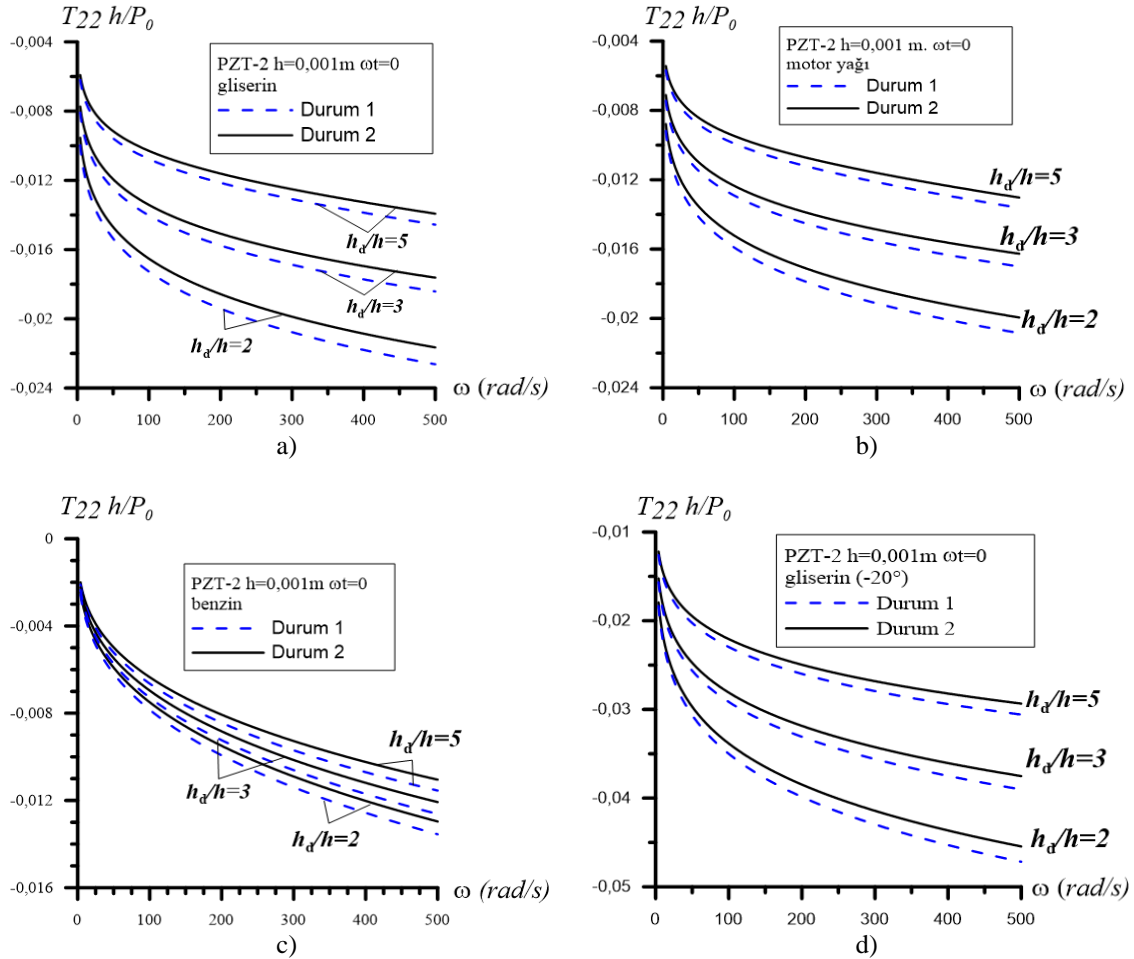 T22 h/P0
-0,004
-0,008
-0,012
-0,016
-0,02
-0,024
PZT-2 h=0,001m ωt=0
gliserin
Durum 1
Durum 2
hd/h=5
hd/h=3
hd/h=2
0 100 200 300 400 500
ω (rad/s)
a)
T22 h/P0
-0,004
-0,008
-0,012
-0,016
-0,02
-0,024
PZT-2 h=0,001 m. ωt=0
motor yağı
Durum 1
Durum 2
hd/h=5
hd/h=3
hd/h=2
0 100 200 300 400 500
ω (rad/s)
b)
T22 h/P0
0
-0,004
-0,008
-0,012
-0,016
PZT-2 h=0,001m ωt=0
benzin
Durum 1
Durum 2
hd/h=5
hd/h=3
hd/h=2
0 100 200 300 400 500
ω (rad/s)
c)
T22 h/P0
-0,01
-0,02
-0,03
-0,04
-0,05
PZT-2 h=0,001m ωt=0
gliserin (-20°)
Durum 1
Durum 2
hd/h=5
hd/h=3
hd/h=2
0 100 200 300 400 500
ω (rad/s)
d)